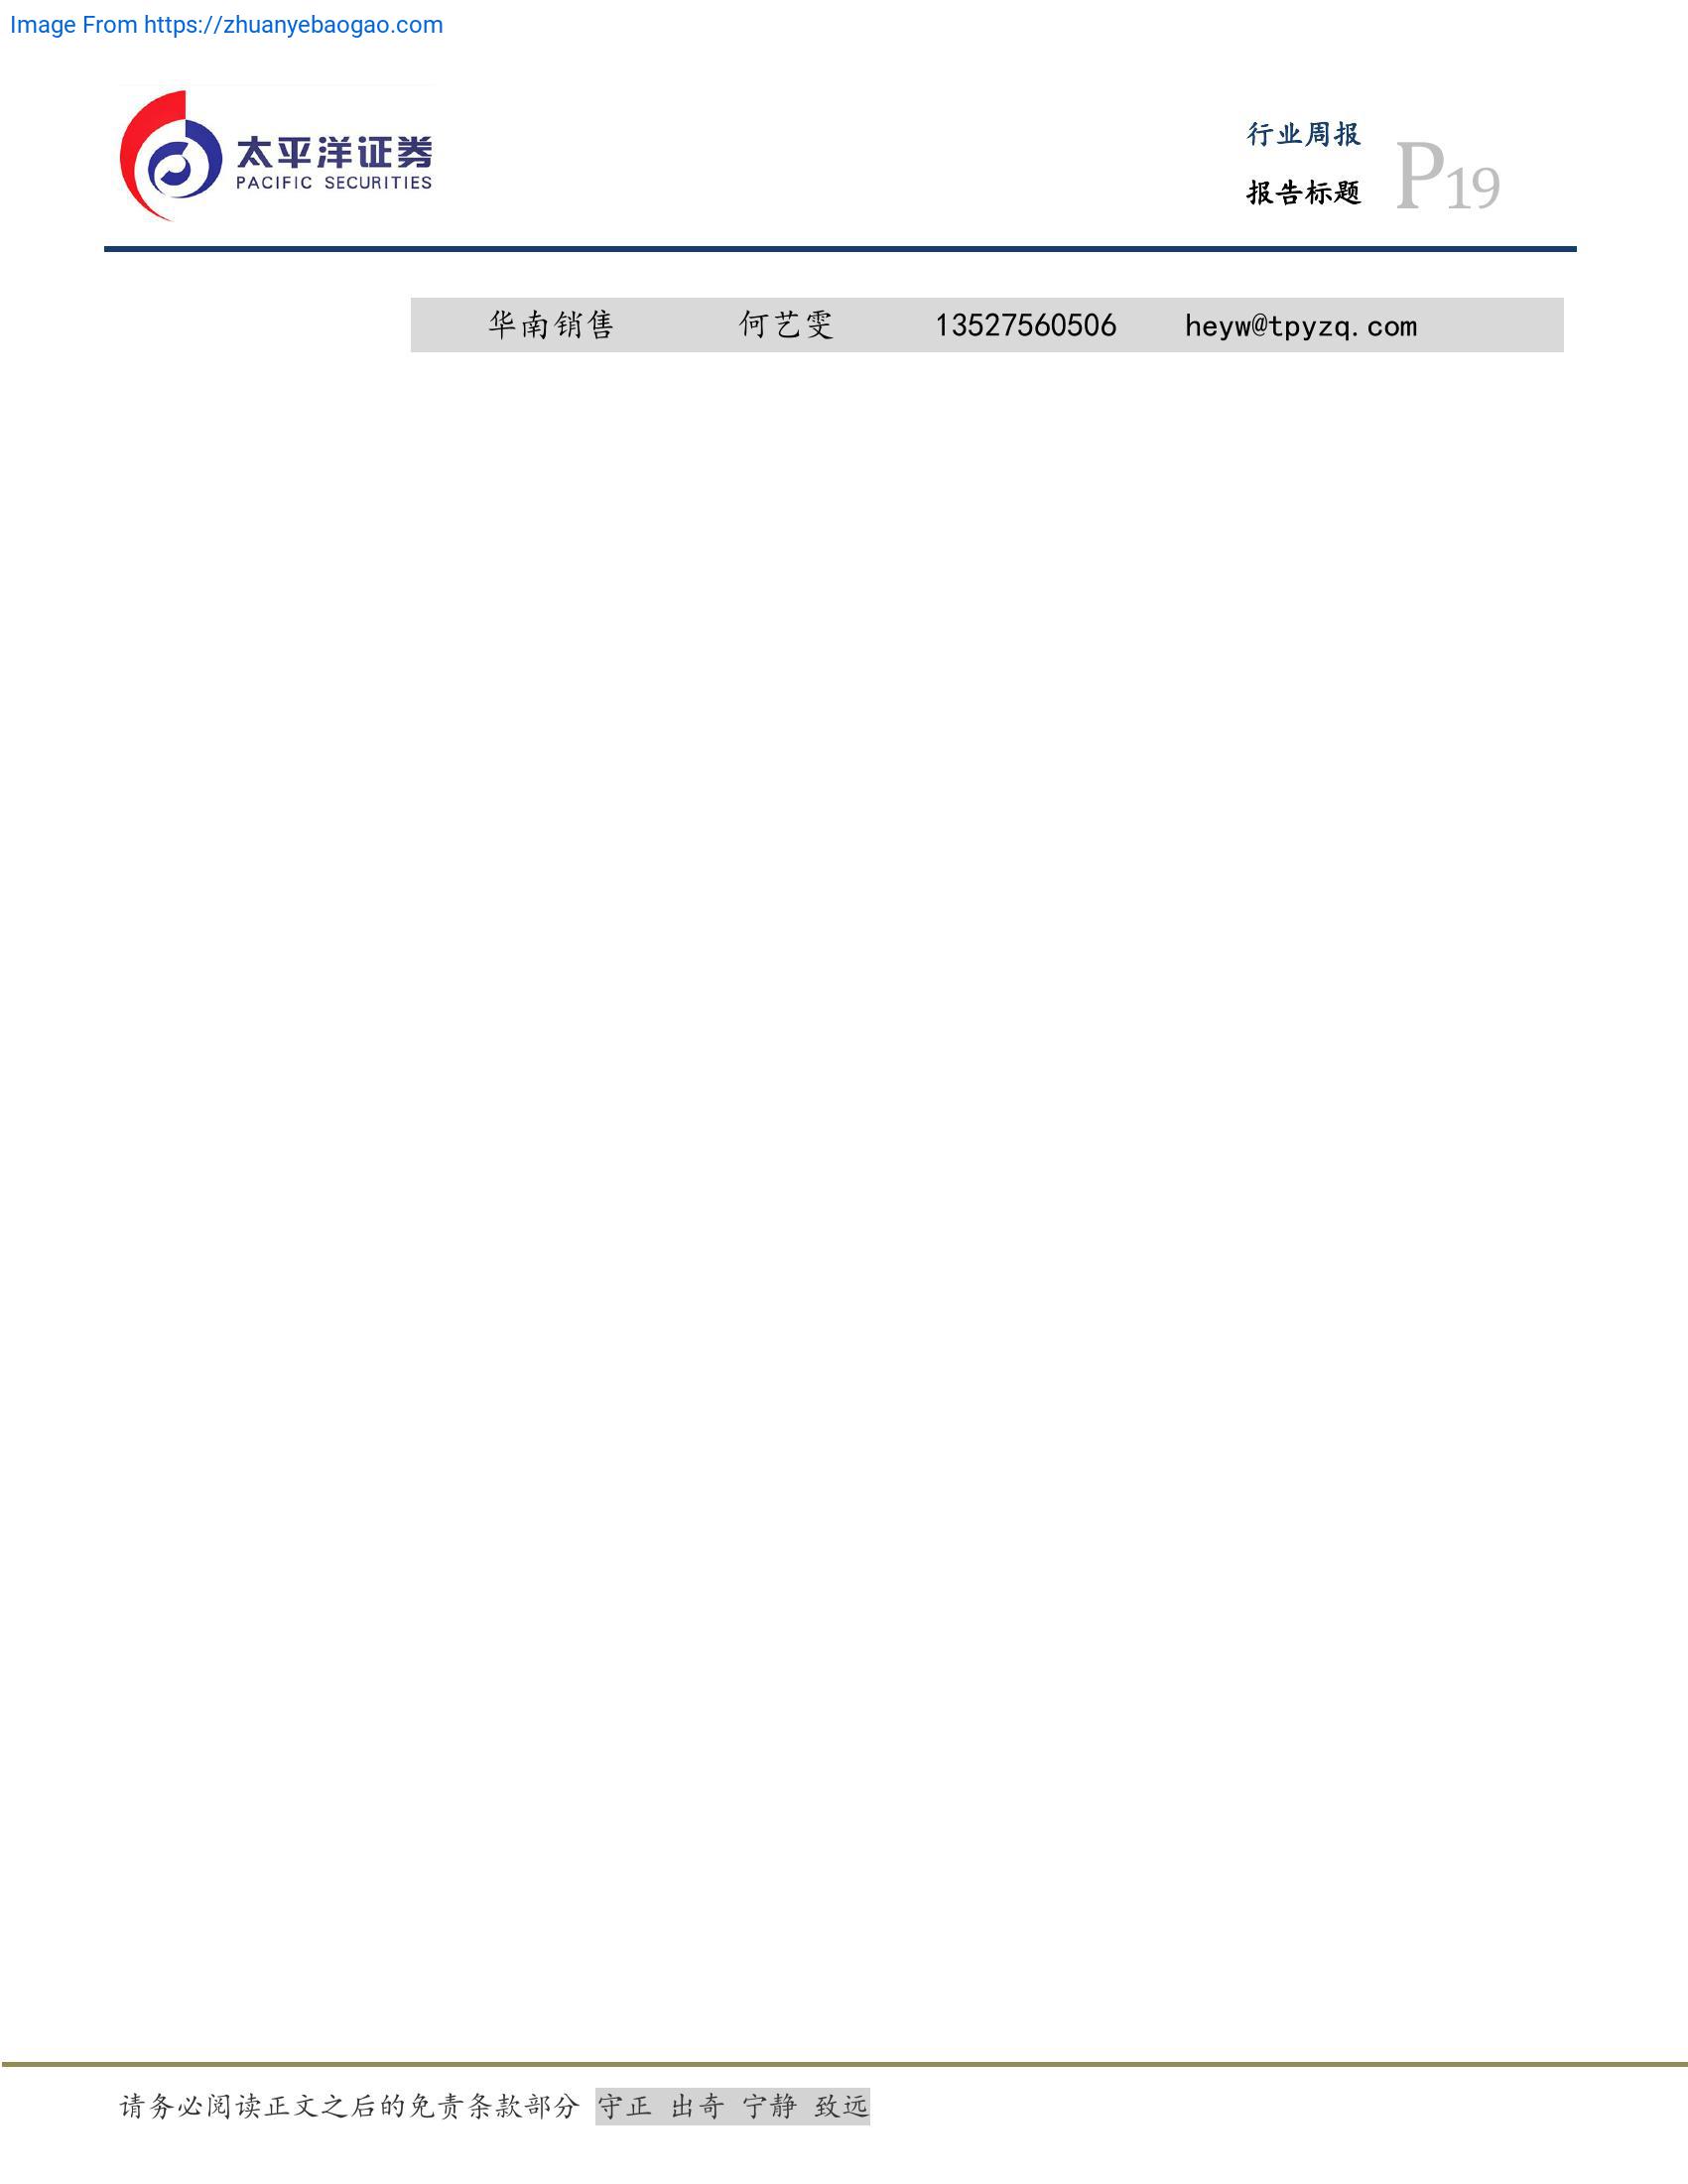 Image From https://zhuanyebaogao.com
太平洋证券
PACIFIC SECURITIES
行业周报
报告标题
P19
华南销售 何艺雯 13527560506 heyw@tpyzq.com
请务必阅读正文之后的免责条款部分 守正 出奇 宁静 致远